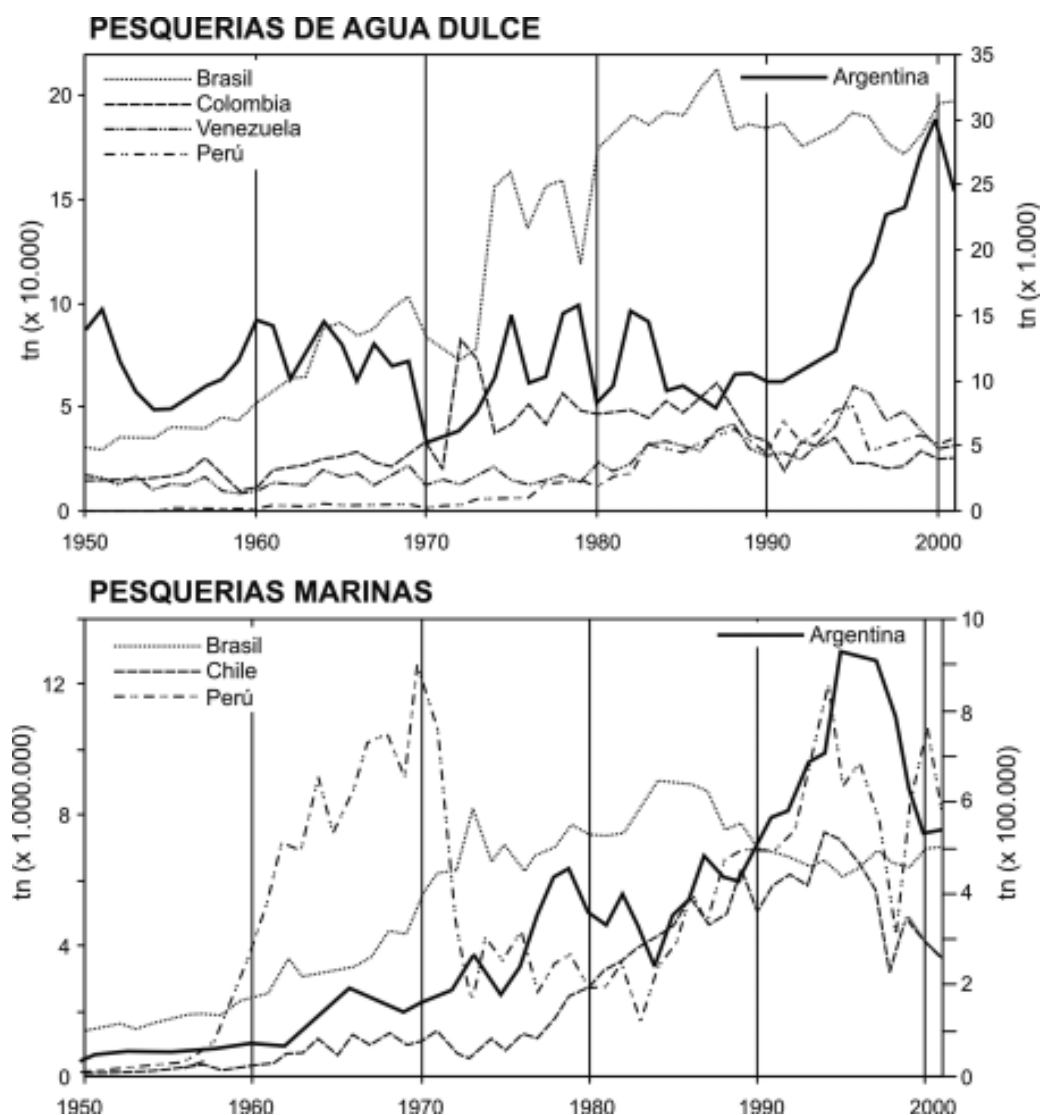 PESQUERIAS DE AGUA DULCE
Brasil
Colombia
Venezuela
Perú
Argentina
tn (x 10.000)
20
15
10
5
0
tn (x 1.000)
35
30
25
20
15
10
5
0
1950 1960 1970 1980 1990 2000
PESQUERIAS MARINAS
Brasil
Chile
Perú
Argentina
tn (x 1.000.000)
12
8
4
0
tn (x 100.000)
10
8
6
4
2
0
1950 1960 1970 1980 1990 2000